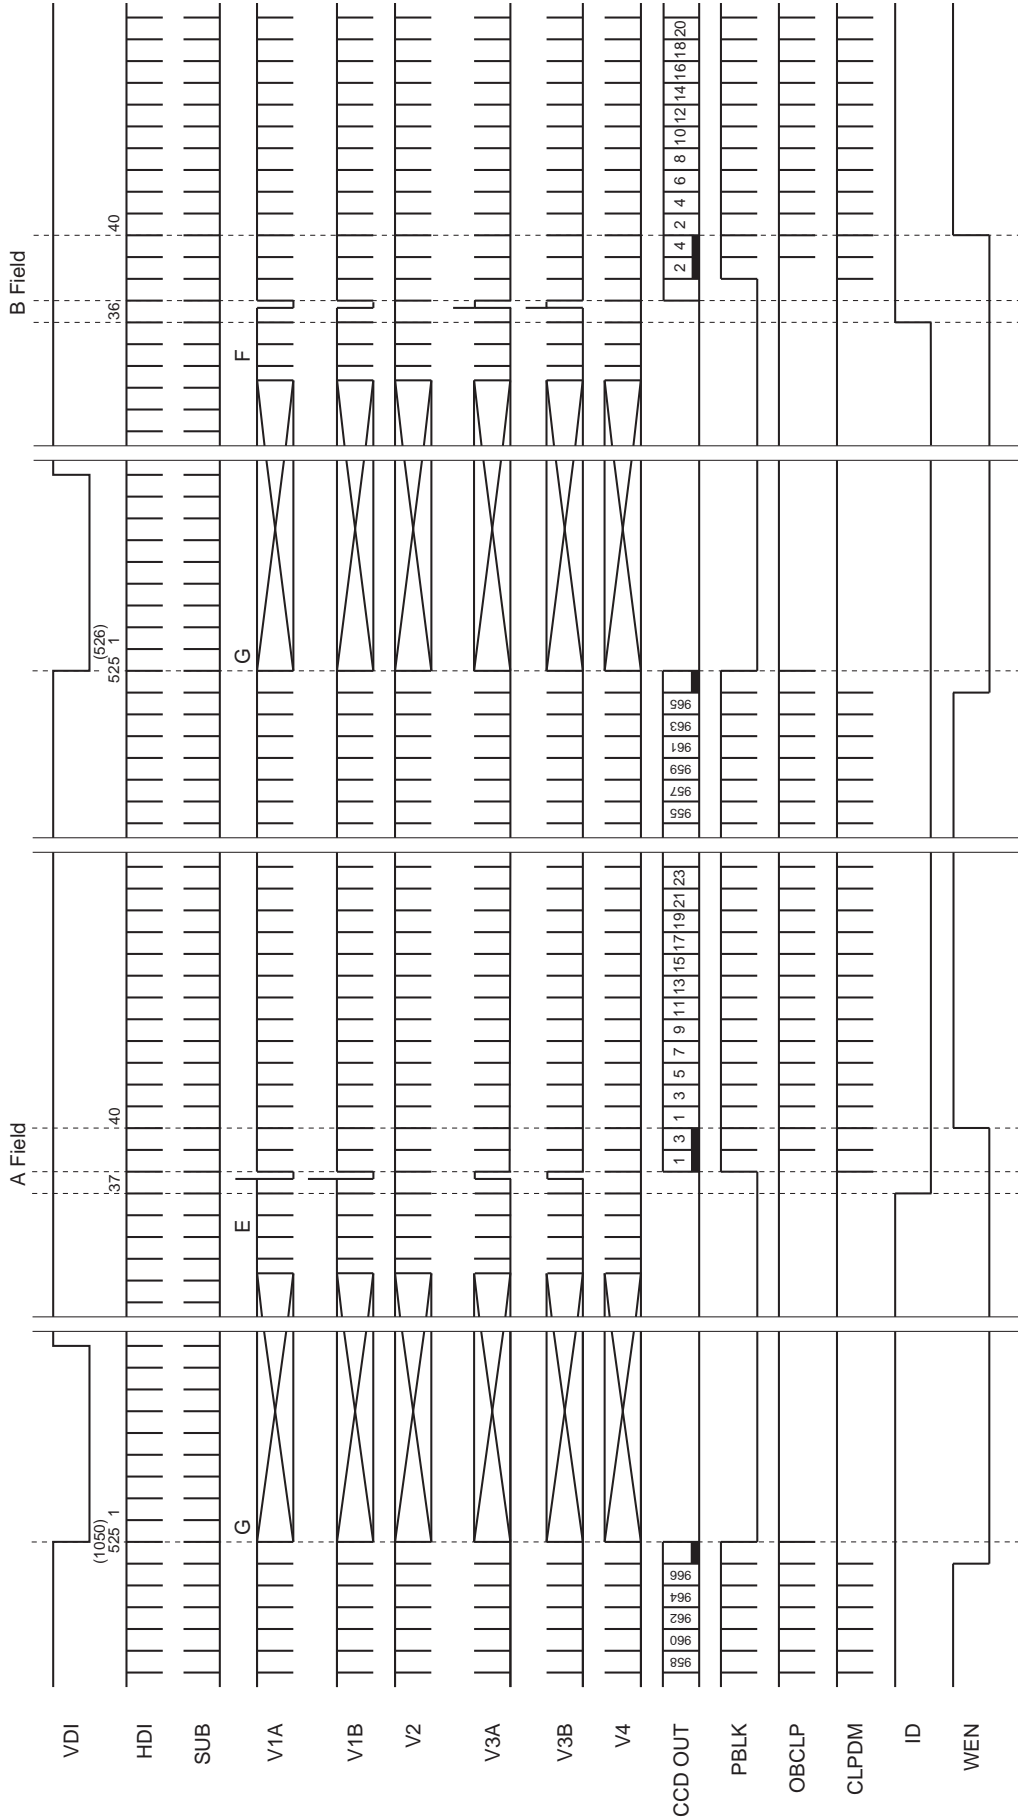 A Field B Field
VDI
(1050) (526)
525 1 37 40 525 1 36 40
HDI
SUB
G E G F
V1A
V1B
V2
V3A
V3B
V4
CCD OUT 958 960 962 964 966 1 3 1 3 5 7 9 11 13 15 17 19 21 23 955 957 959 961 963 965 2 4 2 4 6 8 10 12 14 16 18 20
PBLK
OBCLP
CLPDM
ID
WEN